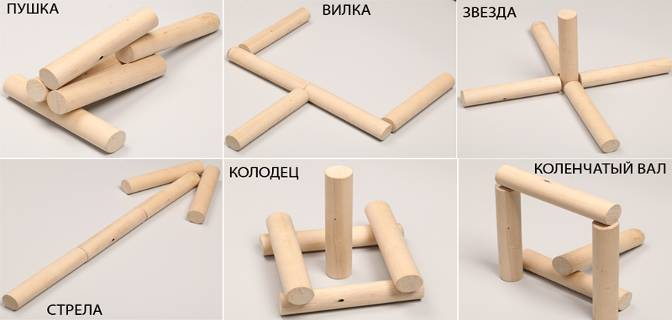 ПУШКА
ВИЛКА
ЗВЕЗДА
СТРЕЛА
КОЛОДЕЦ
КОЛЕНЧАТЫЙ ВАЛ